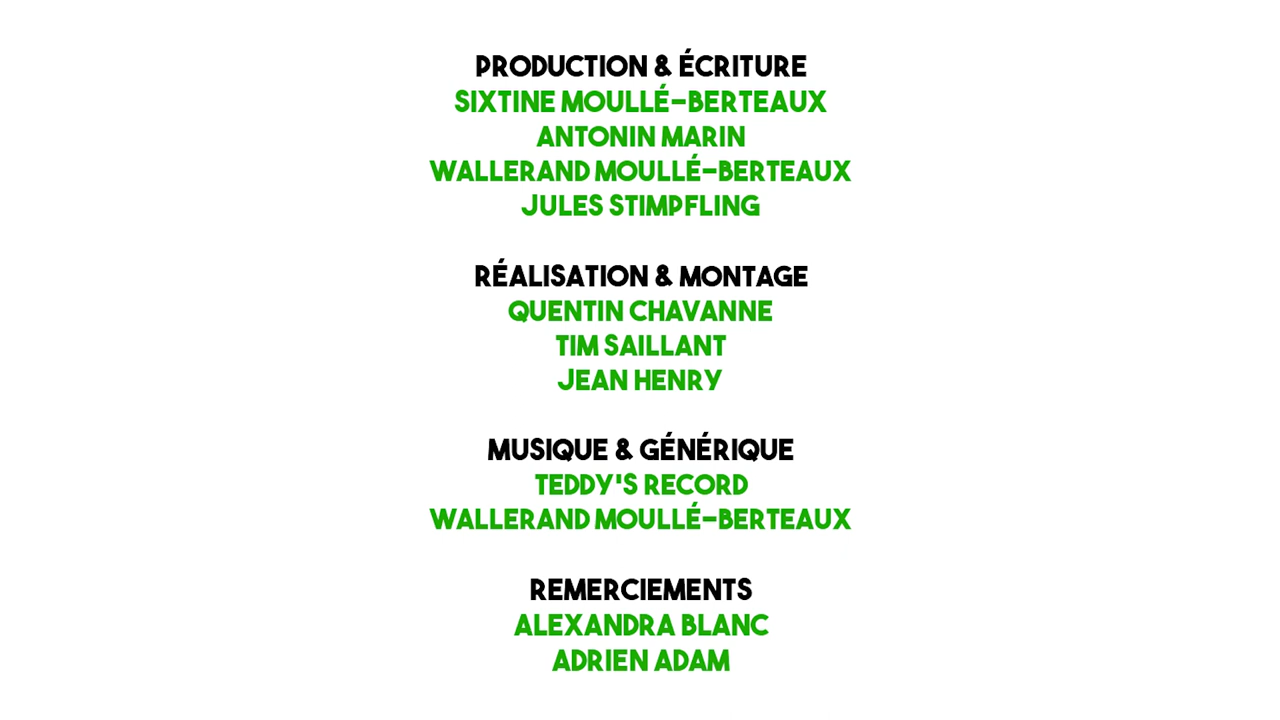 PRODUCTION & ÉCRITURE
SIXTINE MOULLÉ-BERTEAUX
ANTONIN MARIN
WALLERAND MOULLÉ-BERTEAUX
JULES STIMPFLING
RÉALISATION & MONTAGE
QUENTIN CHAVANNE
TIM SAILLANT
JEAN HENRY
MUSIQUE & GÉNÉRIQUE
TEDDY'S RECORD
WALLERAND MOULLÉ-BERTEAUX
REMERCIEMENTS
ALEXANDRA BLANC
ADRIEN ADAM